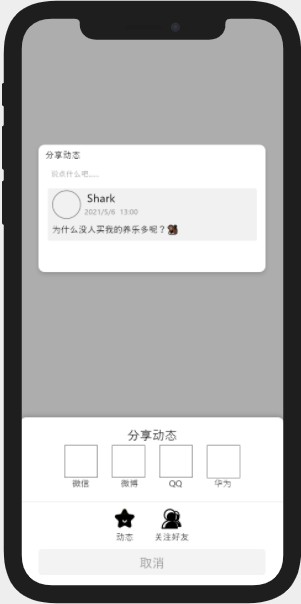 分享动态
说点什么吧……
Shark
2021/5/6 13:00
为什么没人买我的养乐多呢？
分享动态
微信 微博 QQ 华为
动态 关注好友
取消